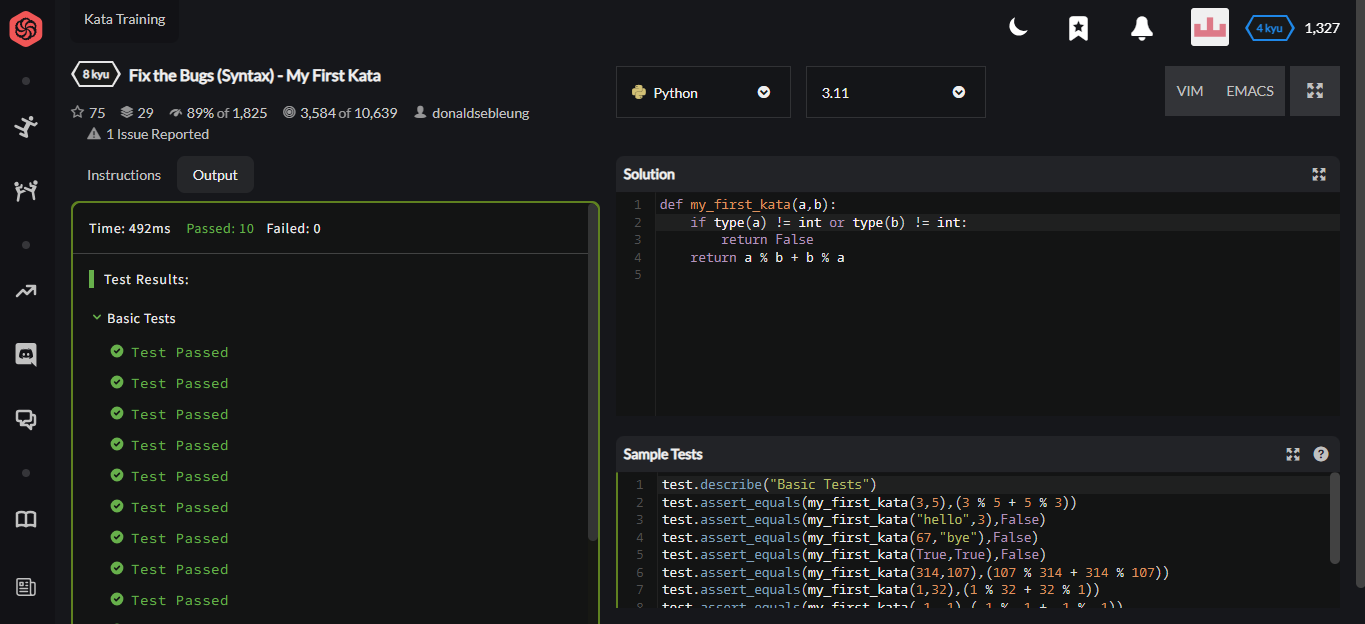 Kata Training
4 kyu 1,327
8 kyu Fix the Bugs (Syntax) - My First Kata
75 29 89% of 1,825 3,584 of 10,639 donaldsebleung
1 Issue Reported
Python 3.11 VIM EMACS
Instructions Output
Time: 492ms Passed: 10 Failed: 0
Test Results:
Basic Tests
Test Passed
Test Passed
Test Passed
Test Passed
Test Passed
Test Passed
Test Passed
Test Passed
Test Passed
Solution
1 def my_first_kata(a,b):
2 if type(a) != int or type(b) != int:
3 return False
4 return a % b + b % a
5
Sample Tests
1 test.describe("Basic Tests")
2 test.assert_equals(my_first_kata(3,5),(3 % 5 + 5 % 3))
3 test.assert_equals(my_first_kata("hello",3),False)
4 test.assert_equals(my_first_kata(67,"bye"),False)
5 test.assert_equals(my_first_kata(True,True),False)
6 test.assert_equals(my_first_kata(314,107),(107 % 314 + 314 % 107))
7 test.assert_equals(my_first_kata(1,32),(1 % 32 + 32 % 1))